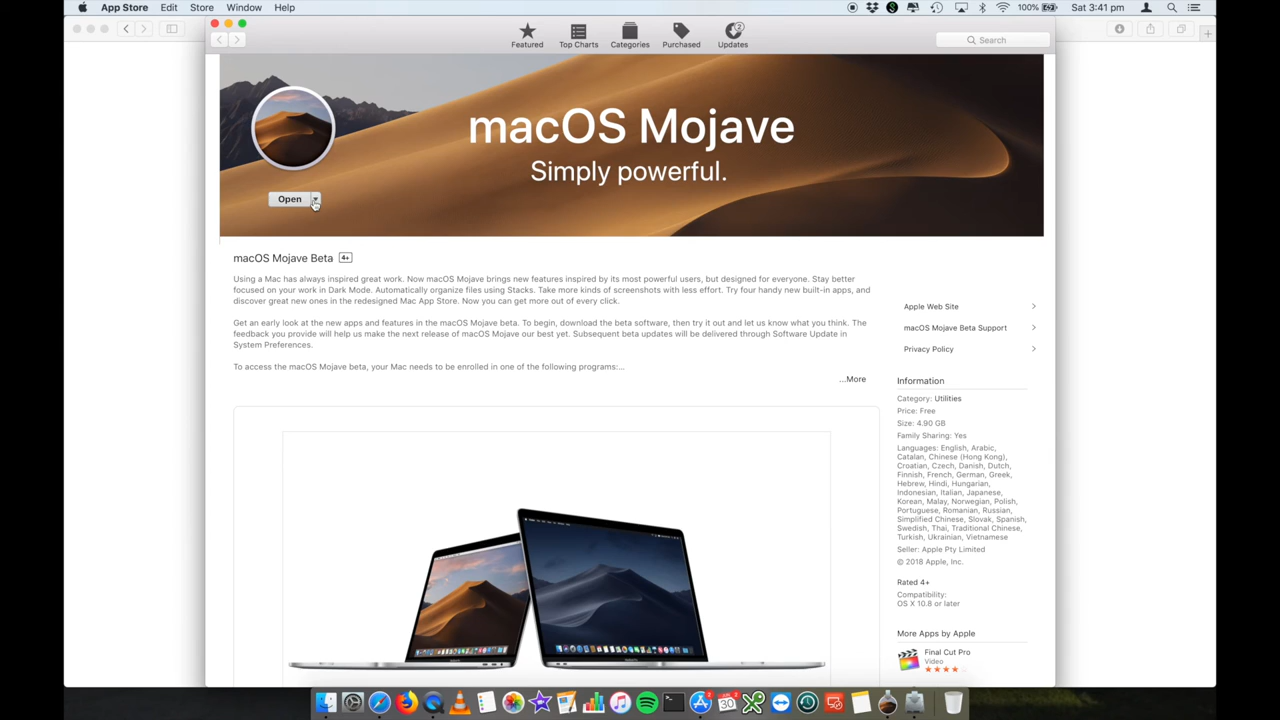 App Store Edit Store Window Help
100% Sat 3:41 pm
Featured Top Charts Categories Purchased Updates
2
Search
macOS Mojave
Simply powerful.
Open
macOS Mojave Beta 4+
Using a Mac has always inspired great work. Now macOS Mojave brings new features inspired by its most powerful users, but designed for everyone. Stay better
focused on your work in Dark Mode. Automatically organize files using Stacks. Take more kinds of screenshots with less effort. Try four handy new built-in apps, and
discover great new ones in the redesigned Mac App Store. Now you can get more out of every click.
Get an early look at the new apps and features in the macOS Mojave beta. To begin, download the beta software, then try it out and let us know what you think. The
feedback you provide will help us make the next release of macOS Mojave our best yet. Subsequent beta updates will be delivered through Software Update in
System Preferences.
To access the macOS Mojave beta, your Mac needs to be enrolled in one of the following programs:...
...More
Apple Web Site
macOS Mojave Beta Support
Privacy Policy
Information
Category: Utilities
Price: Free
Size: 4.90 GB
Family Sharing: Yes
Languages: English, Arabic,
Catalan, Chinese (Hong Kong),
Croatian, Czech, Danish, Dutch,
Finnish, French, German, Greek,
Hebrew, Hindi, Hungarian,
Indonesian, Italian, Japanese,
Korean, Malay, Norwegian, Polish,
Portuguese, Romanian, Russian,
Simplified Chinese, Slovak, Spanish,
Swedish, Thai, Traditional Chinese,
Turkish, Ukrainian, Vietnamese
Seller: Apple Pty Limited
© 2018 Apple, Inc.
Rated 4+
Compatibility:
OS X 10.8 or later
More Apps by Apple
Final Cut Pro
Video
30